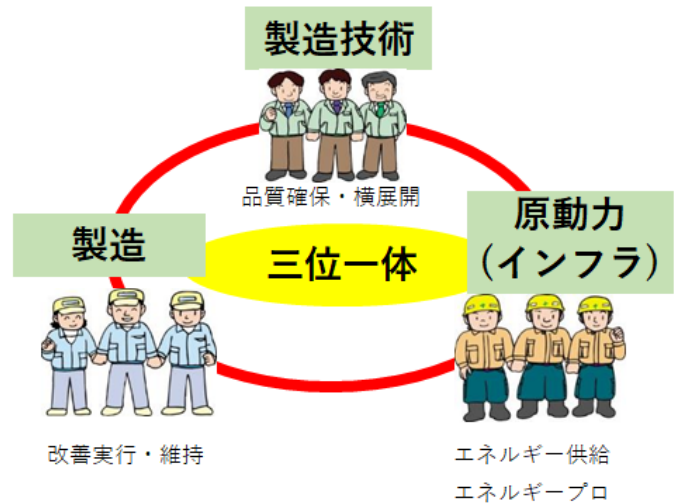 製造技術
品質確保・横展開
製造
三位一体
原動力
(インフラ)
改善実行・維持
エネルギー供給
エネルギープロ